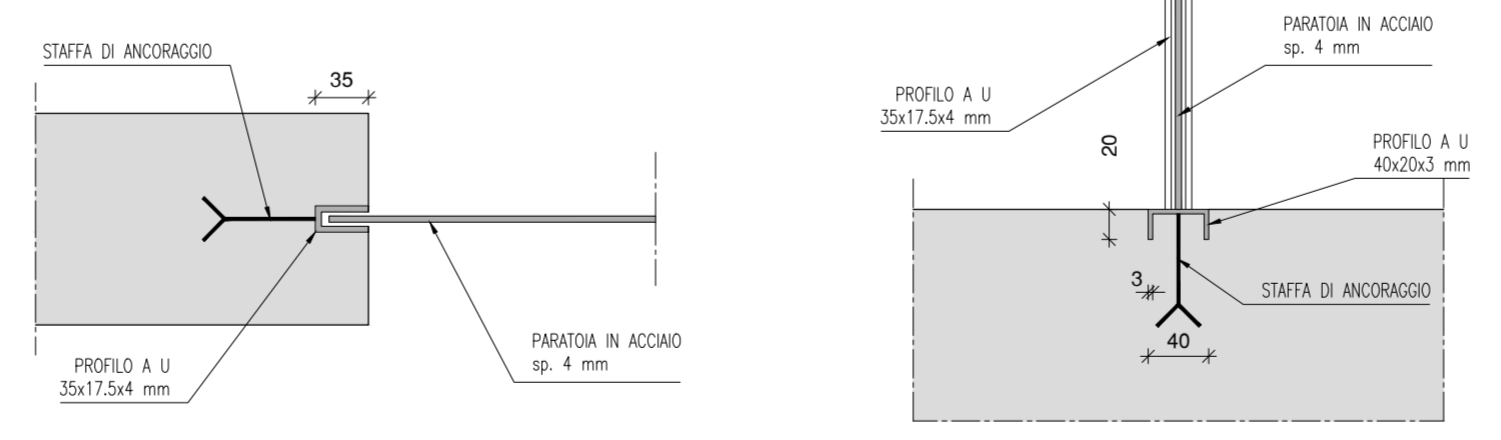 STAFFA DI ANCORAGGIO
35
PROFILO A U
35x17.5x4 mm
PARATOIA IN ACCIAIO
sp. 4 mm
PARATOIA IN ACCIAIO
sp. 4 mm
PROFILO A U
35x17.5x4 mm
20
PROFILO A U
40x20x3 mm
3
STAFFA DI ANCORAGGIO
40